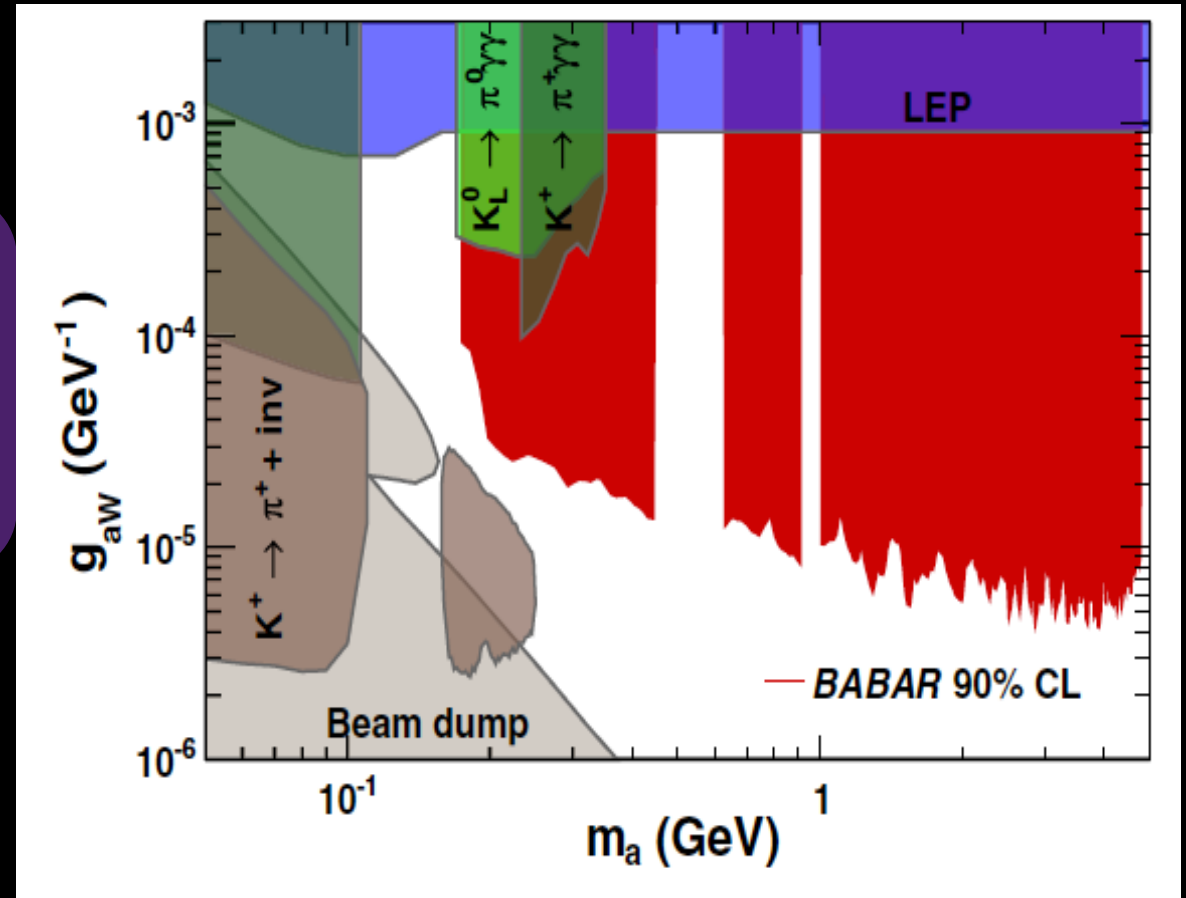 K⁰_L → π⁰γγ
K⁺ → π⁺γγ
LEP
10⁻³
10⁻⁴
10⁻⁵
10⁻⁶
g_aW (GeV⁻¹)
K⁺ → π⁺ + inv
BABAR 90% CL
Beam dump
10⁻¹
1
m_a (GeV)